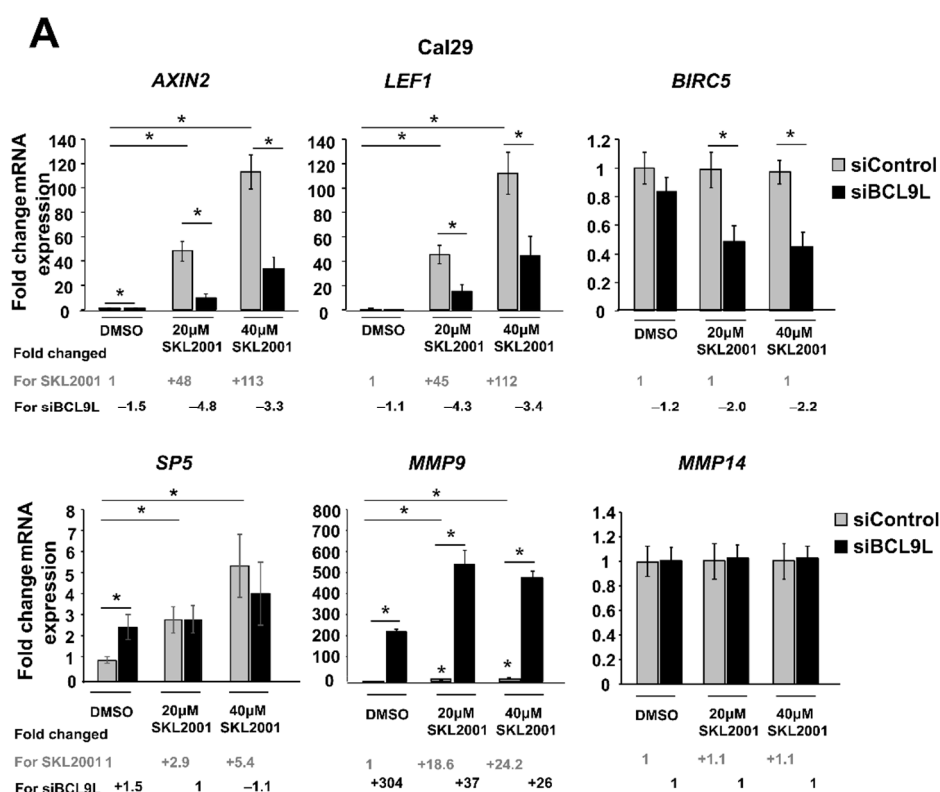 A
Cal29
AXIN2
LEF1
BIRC5
Fold changemRNA
expression
140
120
100
80
60
40
20
0
*
*
*
*
*
DMSO
20µM
SKL2001
40µM
SKL2001
140
120
100
80
60
40
20
0
*
*
*
*
DMSO
20µM
SKL2001
40µM
SKL2001
1.2
1
0.8
0.6
0.4
0.2
0
*
*
DMSO
20µM
SKL2001
40µM
SKL2001
siControl
siBCL9L
Fold changed
For SKL2001 1 +48 +113 1 +45 +112 1 1 1
For siBCL9L –1.5 –4.8 –3.3 –1.1 –4.3 –3.4 –1.2 –2.0 –2.2
SP5
MMP9
MMP14
Fold changemRNA
expression
8
7
6
5
4
3
2
1
0
*
*
*
DMSO
20µM
SKL2001
40µM
SKL2001
800
700
600
500
400
300
200
100
0
*
*
*
*
*
*
*
DMSO
20µM
SKL2001
40µM
SKL2001
1.4
1.2
1
0.8
0.6
0.4
0.2
0
DMSO
20µM
SKL2001
40µM
SKL2001
siControl
siBCL9L
Fold changed
For SKL2001 1 +2.9 +5.4 1 +18.6 +24.2 1 +1.1 +1.1
For siBCL9L +1.5 1 –1.1 +304 +37 +26 1 1 1